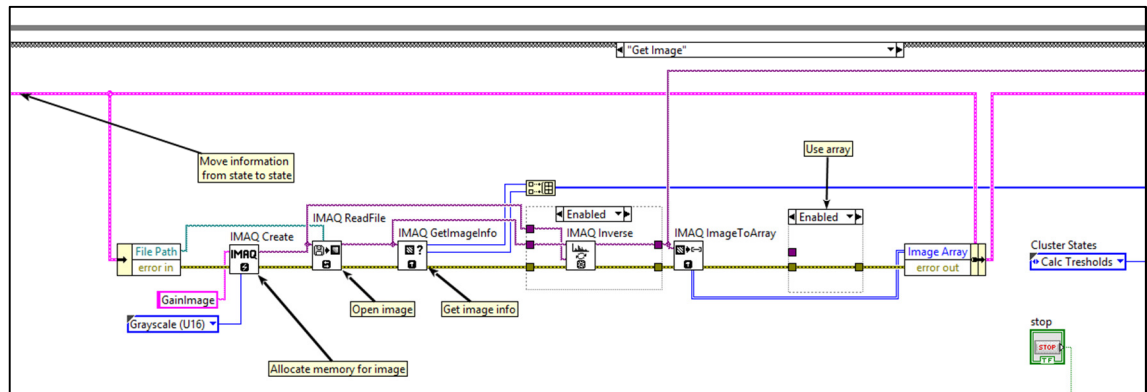 "Get Image"
Move information
from state to state
Use array
Enabled
IMAQ ReadFile
IMAQ GetImageInfo
IMAQ Inverse
IMAQ ImageToArray
Enabled
IMAQ Create
File Path
error in
IMAQ
Image Array
error out
Cluster States
Calc Tresholds
GainImage
Open image
Get image info
Grayscale (U16)
stop
STOP
TF
Allocate memory for image